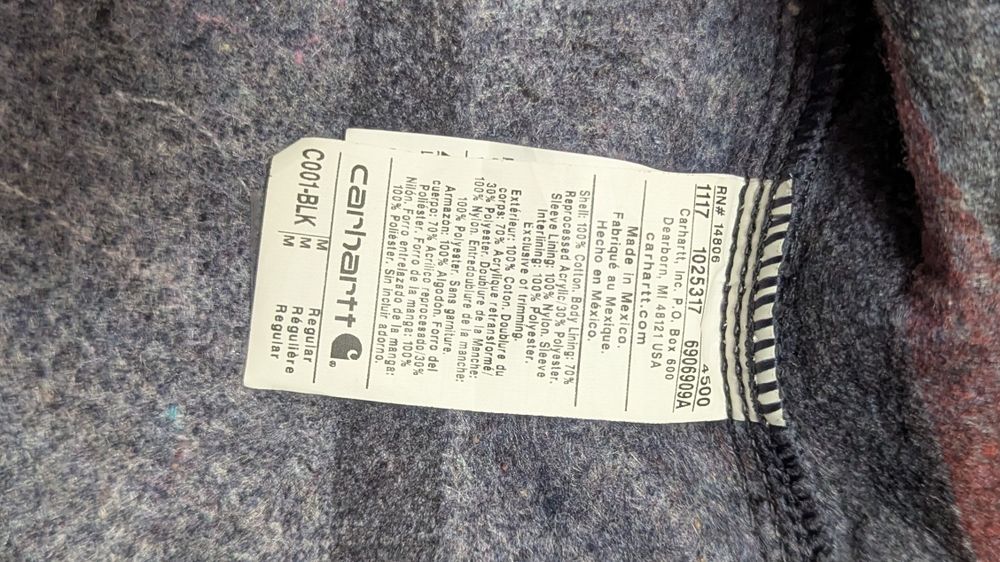 C001-BLK M Regular
M Régulière
M Regular
carhartt ®
Shell: 100% Cotton. Body Lining: 70%
Reprocessed Acrylic/30% Polyester.
Sleeve Lining: 100% Nylon. Sleeve
Interlining: 100% Polyester.
Exclusive of trimming.
Extérieur: 100% Coton. Doublure du
corps: 70% Acrylique retransformé/
30% Polyester. Doublure de la Manche:
100% Nylon. Entredoublure de la manche:
100% Polyester. Sans garniture.
Armazón: 100% Algodón. Forro del
cuerpo: 70% Acrílico reprocesado/30%
Poliéster. Forro de la manga: 100%
Nilón. Forro entrelazado de la manga:
100% Poliéster. Sin incluir adorno.
Made in Mexico.
Fabriqué au Mexique.
Hecho en México.
carhartt.com
Carhartt, Inc. P.O. Box 600
Dearborn, MI 48121 USA
1117 1025317 6906909A
RN# 14806 4500